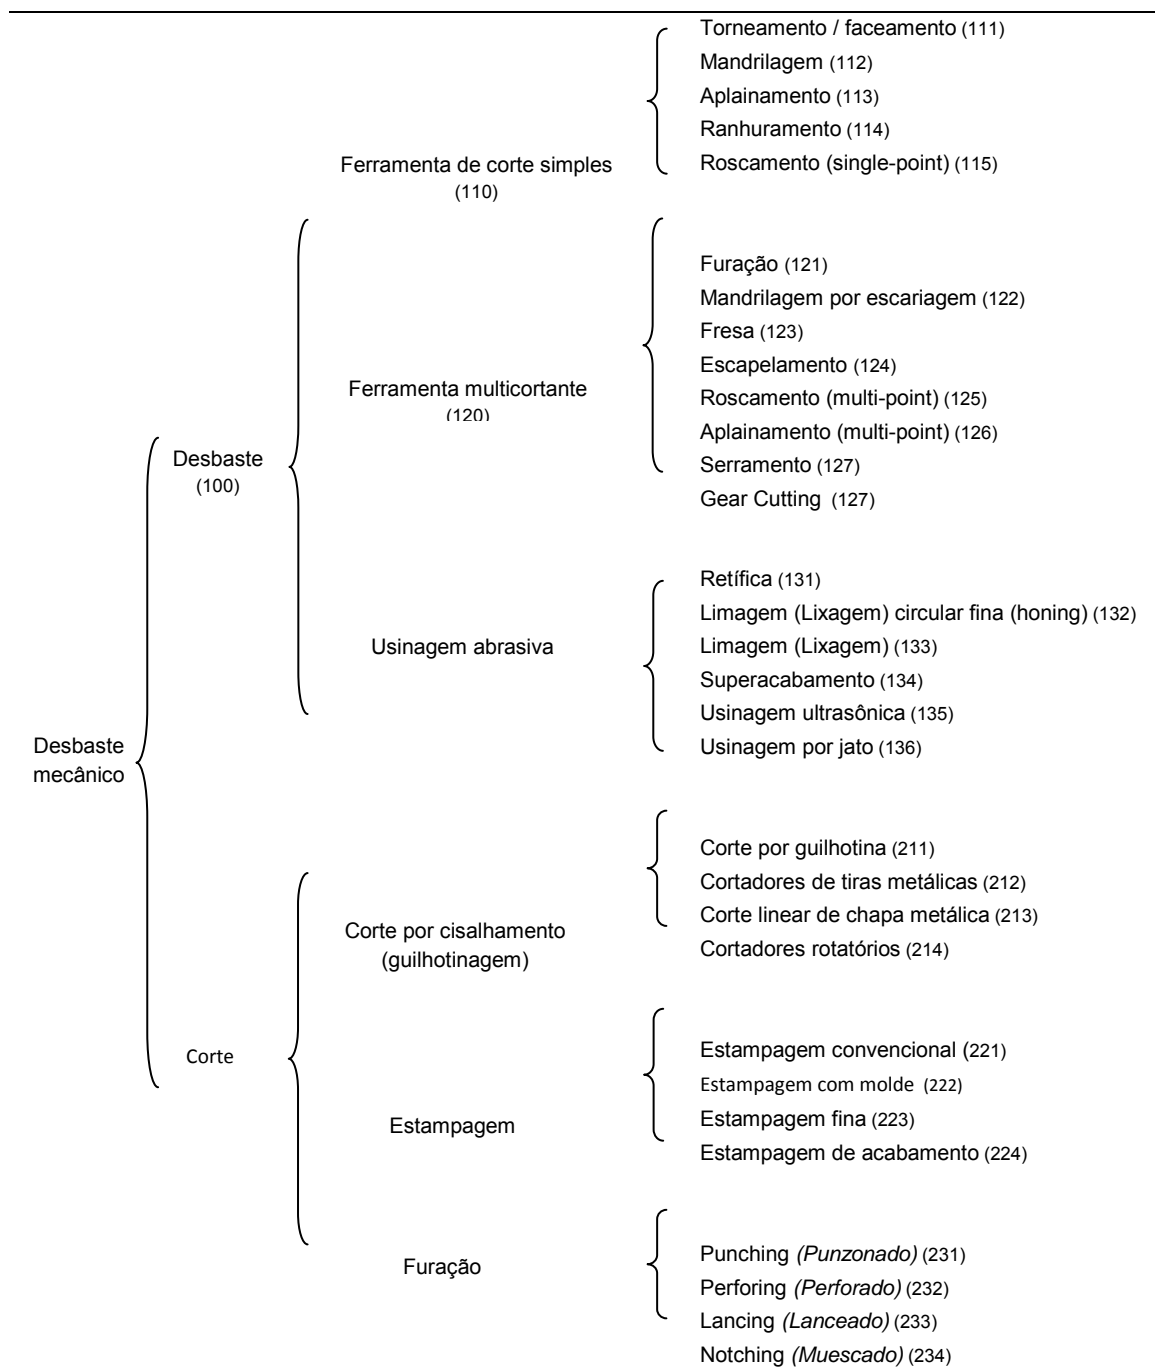 Desbaste
mecânico
Desbaste
(100)
Ferramenta de corte simples
(110)
Torneamento / faceamento (111)
Mandrilagem (112)
Aplainamento (113)
Ranhuramento (114)
Roscamento (single-point) (115)
Ferramenta multicortante
(120)
Furação (121)
Mandrilagem por escariagem (122)
Fresa (123)
Escapelamento (124)
Roscamento (multi-point) (125)
Aplainamento (multi-point) (126)
Serramento (127)
Gear Cutting (127)
Usinagem abrasiva
Retífica (131)
Limagem (Lixagem) circular fina (honing) (132)
Limagem (Lixagem) (133)
Superacabamento (134)
Usinagem ultrasônica (135)
Usinagem por jato (136)
Corte
Corte por cisalhamento
(guilhotinagem)
Corte por guilhotina (211)
Cortadores de tiras metálicas (212)
Corte linear de chapa metálica (213)
Cortadores rotatórios (214)
Estampagem
Estampagem convencional (221)
Estampagem com molde (222)
Estampagem fina (223)
Estampagem de acabamento (224)
Furação
Punching (Punzonado) (231)
Perforing (Perforado) (232)
Lancing (Lanceado) (233)
Notching (Muescado) (234)